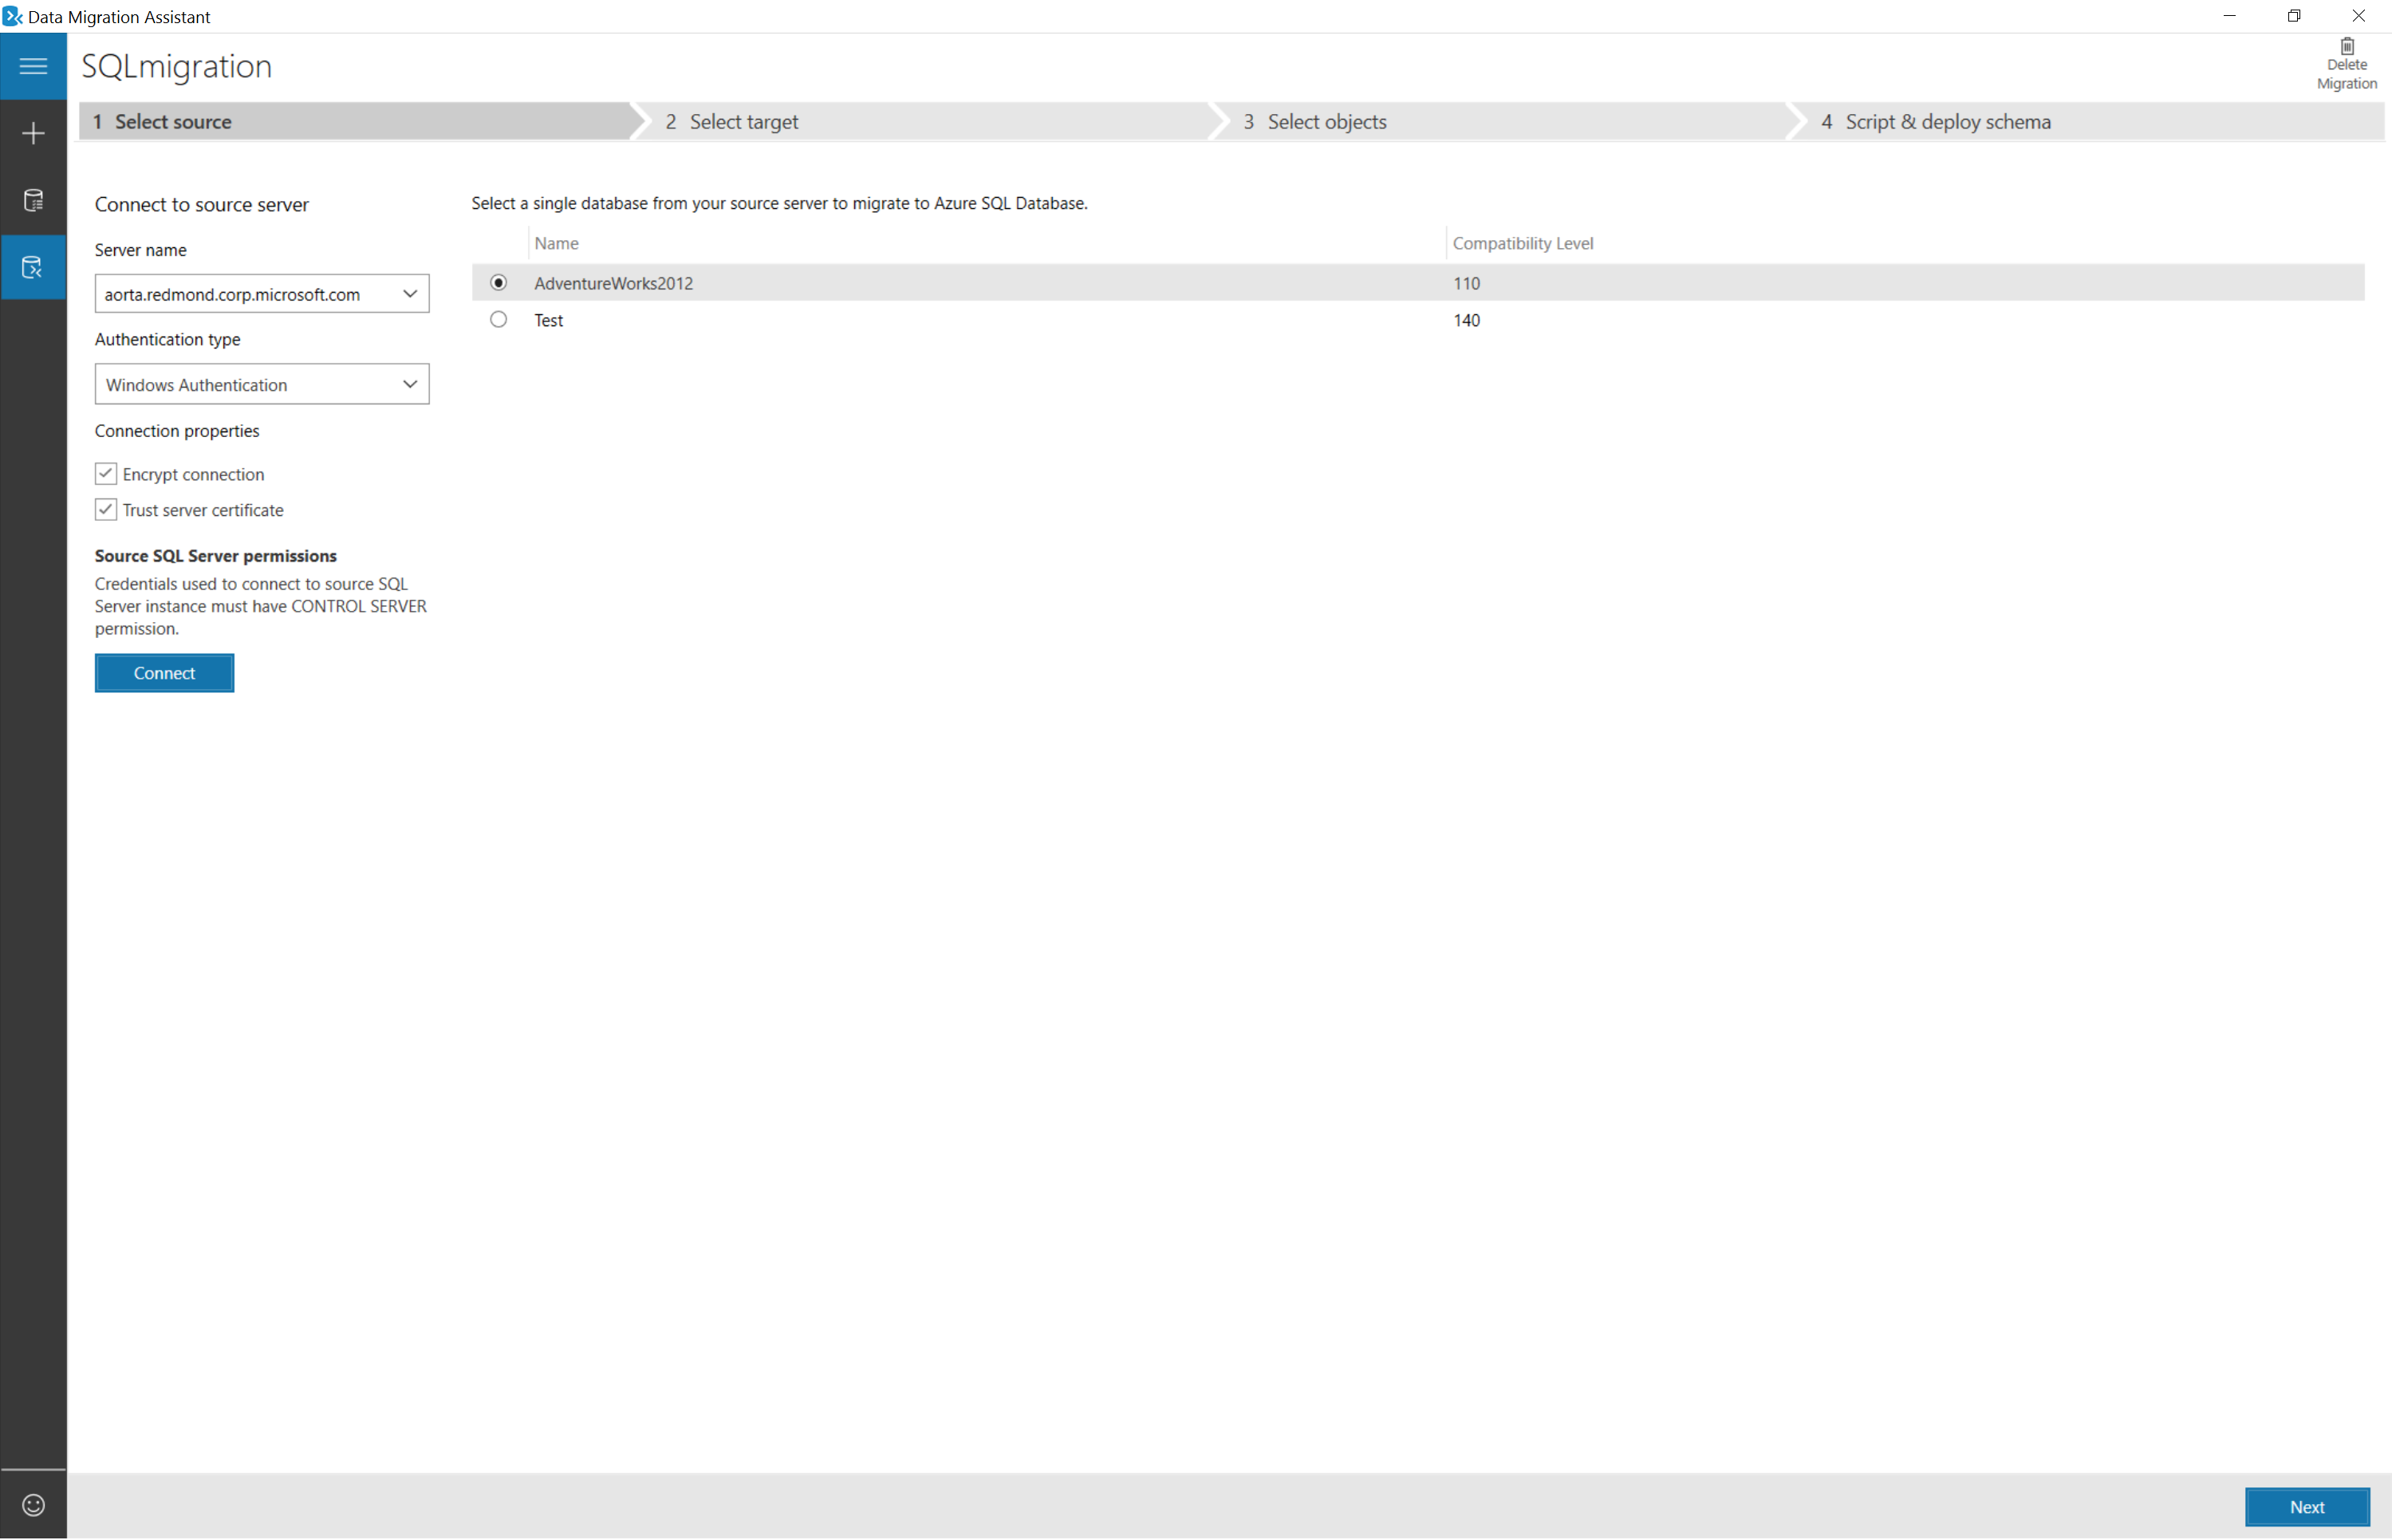 Data Migration Assistant
SQLmigration
Delete
Migration
1 Select source
2 Select target
3 Select objects
4 Script & deploy schema
Connect to source server
Server name
aorta.redmond.corp.microsoft.com
Authentication type
Windows Authentication
Connection properties
Encrypt connection
Trust server certificate
Source SQL Server permissions
Credentials used to connect to source SQL
Server instance must have CONTROL SERVER
permission.
Connect
Select a single database from your source server to migrate to Azure SQL Database.
Name Compatibility Level
AdventureWorks2012 110
Test 140
Next